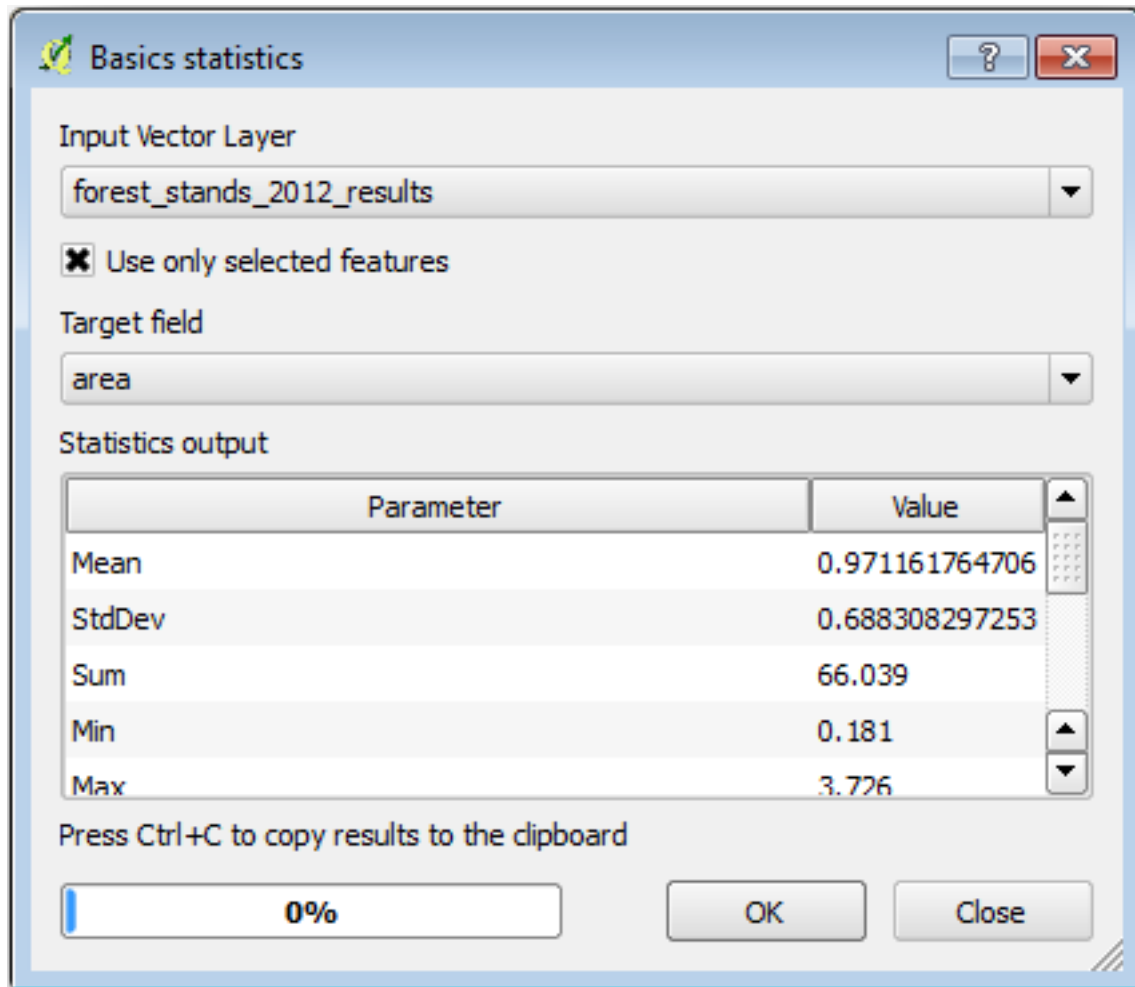 Basics statistics
Input Vector Layer
forest_stands_2012_results
Use only selected features
Target field
area
Statistics output
Parameter Value
Mean 0.971161764706
StdDev 0.688308297253
Sum 66.039
Min 0.181
Max 3.726
Press Ctrl+C to copy results to the clipboard
0% OK Close